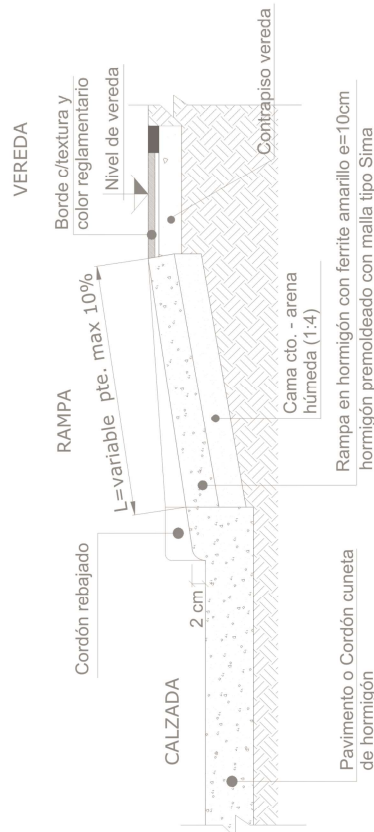 VEREDA
RAMPA
CALZADA
Borde c/textura y
color reglamentario
Nivel de vereda
L=variable pte. max 10%
Cordón rebajado
2 cm
Contrapiso vereda
Cama cto. - arena
húmeda (1:4)
Rampa en hormigón con ferrite amarillo e=10cm
hormigón premoldeado con malla tipo Sima
Pavimento o Cordón cuneta
de hormigón